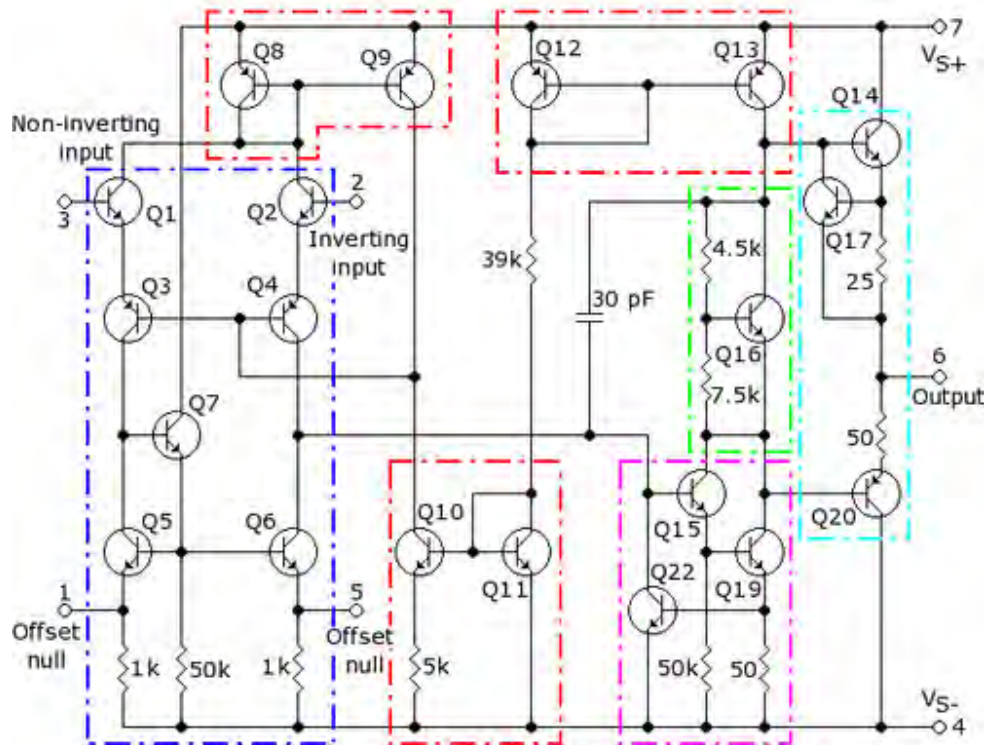 Q8
Q9
Q12
Q13
7
V_S+
Q14
Non-inverting
input
3
Q1
Q2
2
Inverting
input
Q17
39k
4.5k
25
Q3
Q4
30 pF
Q16
7.5k
6
Output
Q7
50
Q5
Q6
Q10
Q11
Q15
Q20
Q22
Q19
1
Offset
null
5
Offset
null
1k
50k
1k
5k
50k
50
V_S-
4